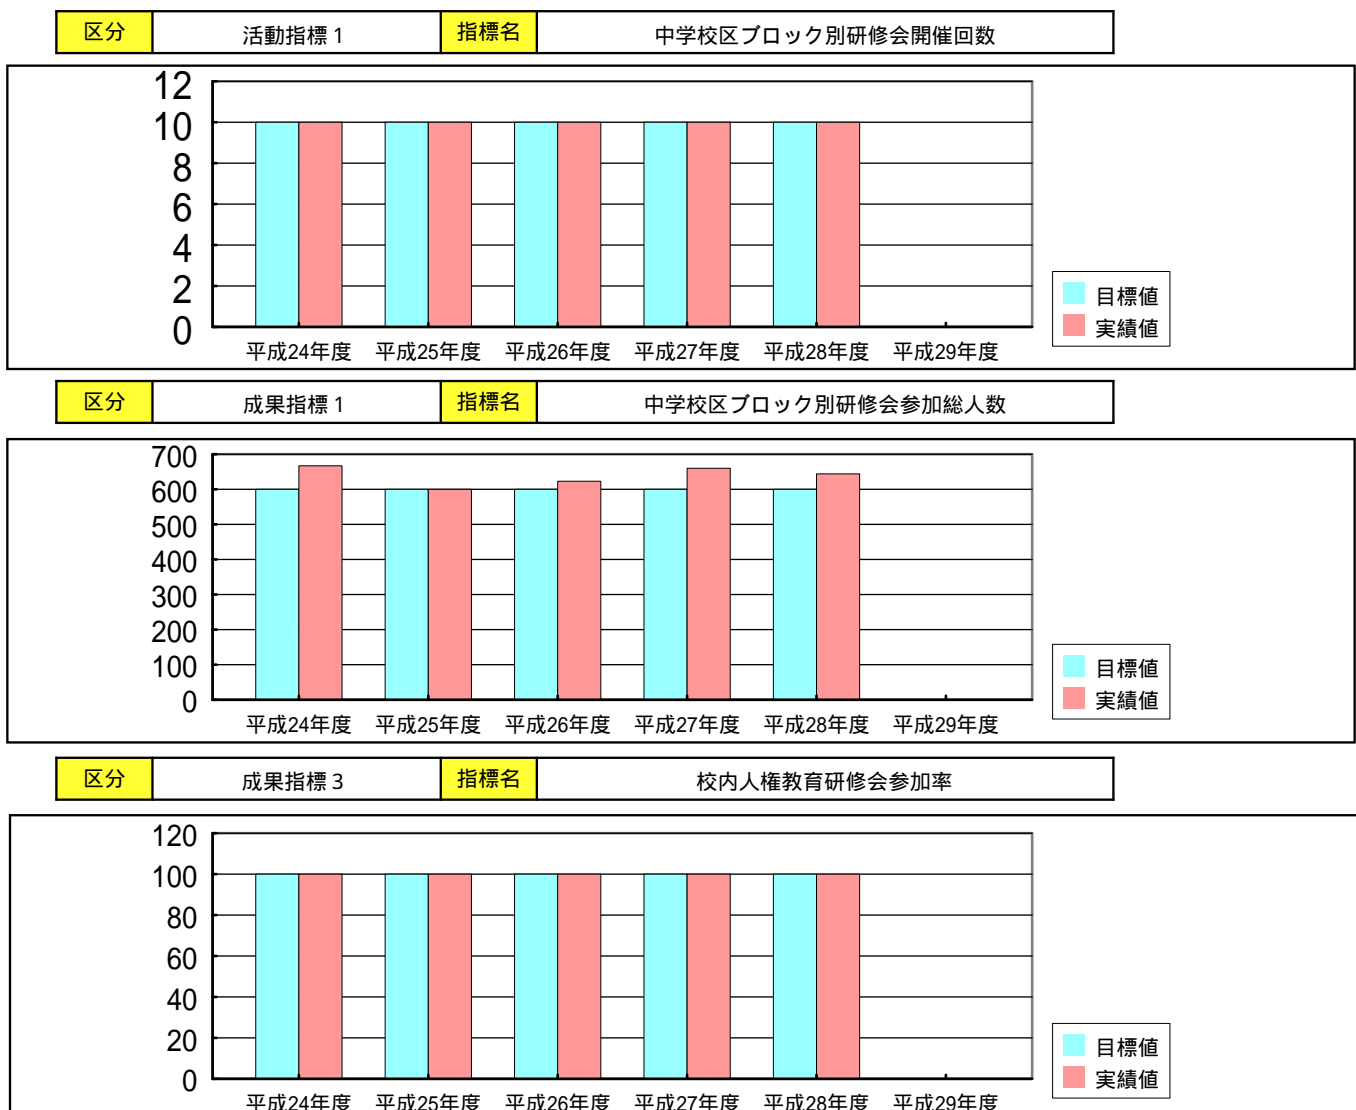 区分 活動指標1 指標名 中学校区ブロック別研修会開催回数
12
10
8
6
4
2
0
平成24年度 平成25年度 平成26年度 平成27年度 平成28年度 平成29年度
目標値
実績値
区分 成果指標1 指標名 中学校区ブロック別研修会参加総人数
700
600
500
400
300
200
100
0
平成24年度 平成25年度 平成26年度 平成27年度 平成28年度 平成29年度
目標値
実績値
区分 成果指標3 指標名 校内人権教育研修会参加率
120
100
80
60
40
20
0
平成24年度 平成25年度 平成26年度 平成27年度 平成28年度 平成29年度
目標値
実績値